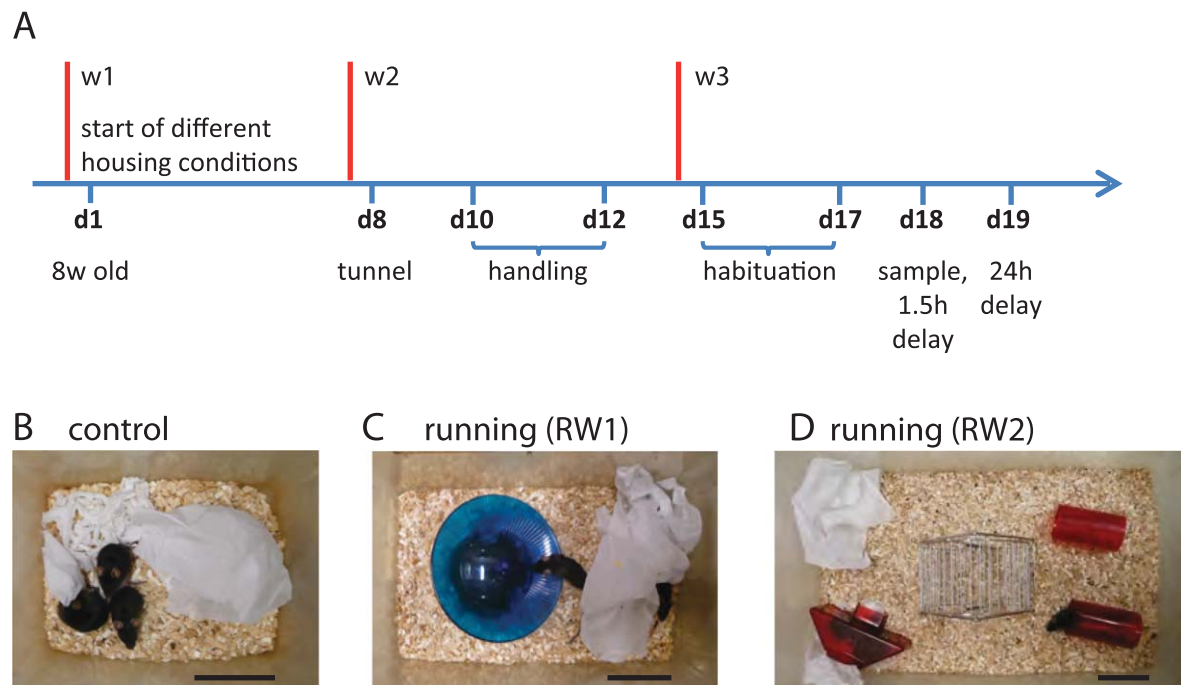 A
w1
w2
w3
start of different
housing conditions
d1
d8
d10
d12
d15
d17
d18
d19
8w old
tunnel
handling
habituation
sample,
1.5h
delay
24h
delay
B control
C running (RW1)
D running (RW2)